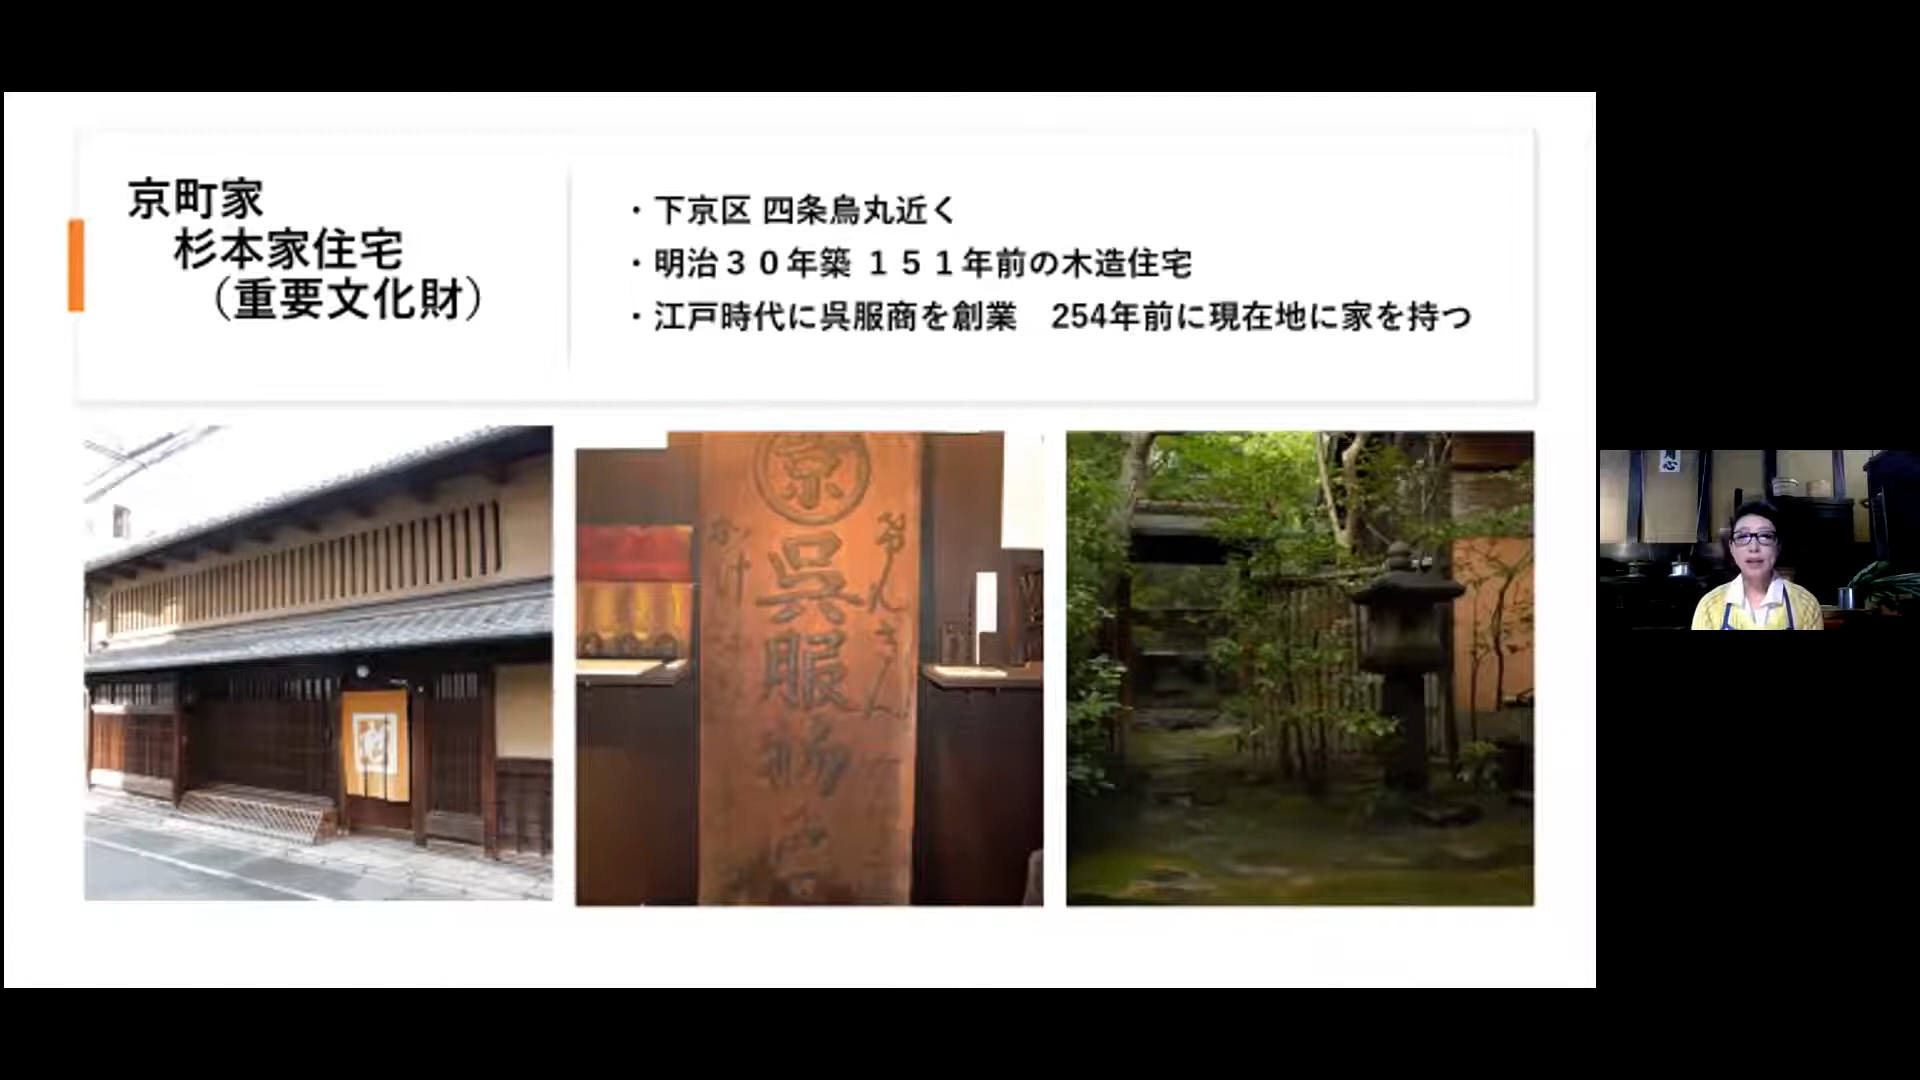 京町家
杉本家住宅
（重要文化財）
・下京区 四条烏丸近く
・明治３０年築 １５１年前の木造住宅
・江戸時代に呉服商を創業　254年前に現在地に家を持つ
京
呉服